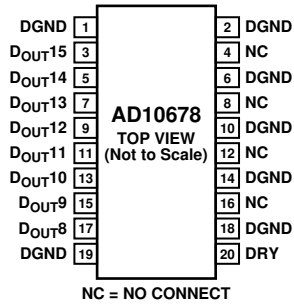 DGND 1 2 DGND
DOUT15 3 4 NC
DOUT14 5 6 DGND
DOUT13 7 8 NC
DOUT12 9 10 DGND
DOUT11 11 12 NC
DOUT10 13 14 DGND
DOUT9 15 16 NC
DOUT8 17 18 DGND
DGND 19 20 DRY
AD10678
TOP VIEW
(Not to Scale)
NC = NO CONNECT